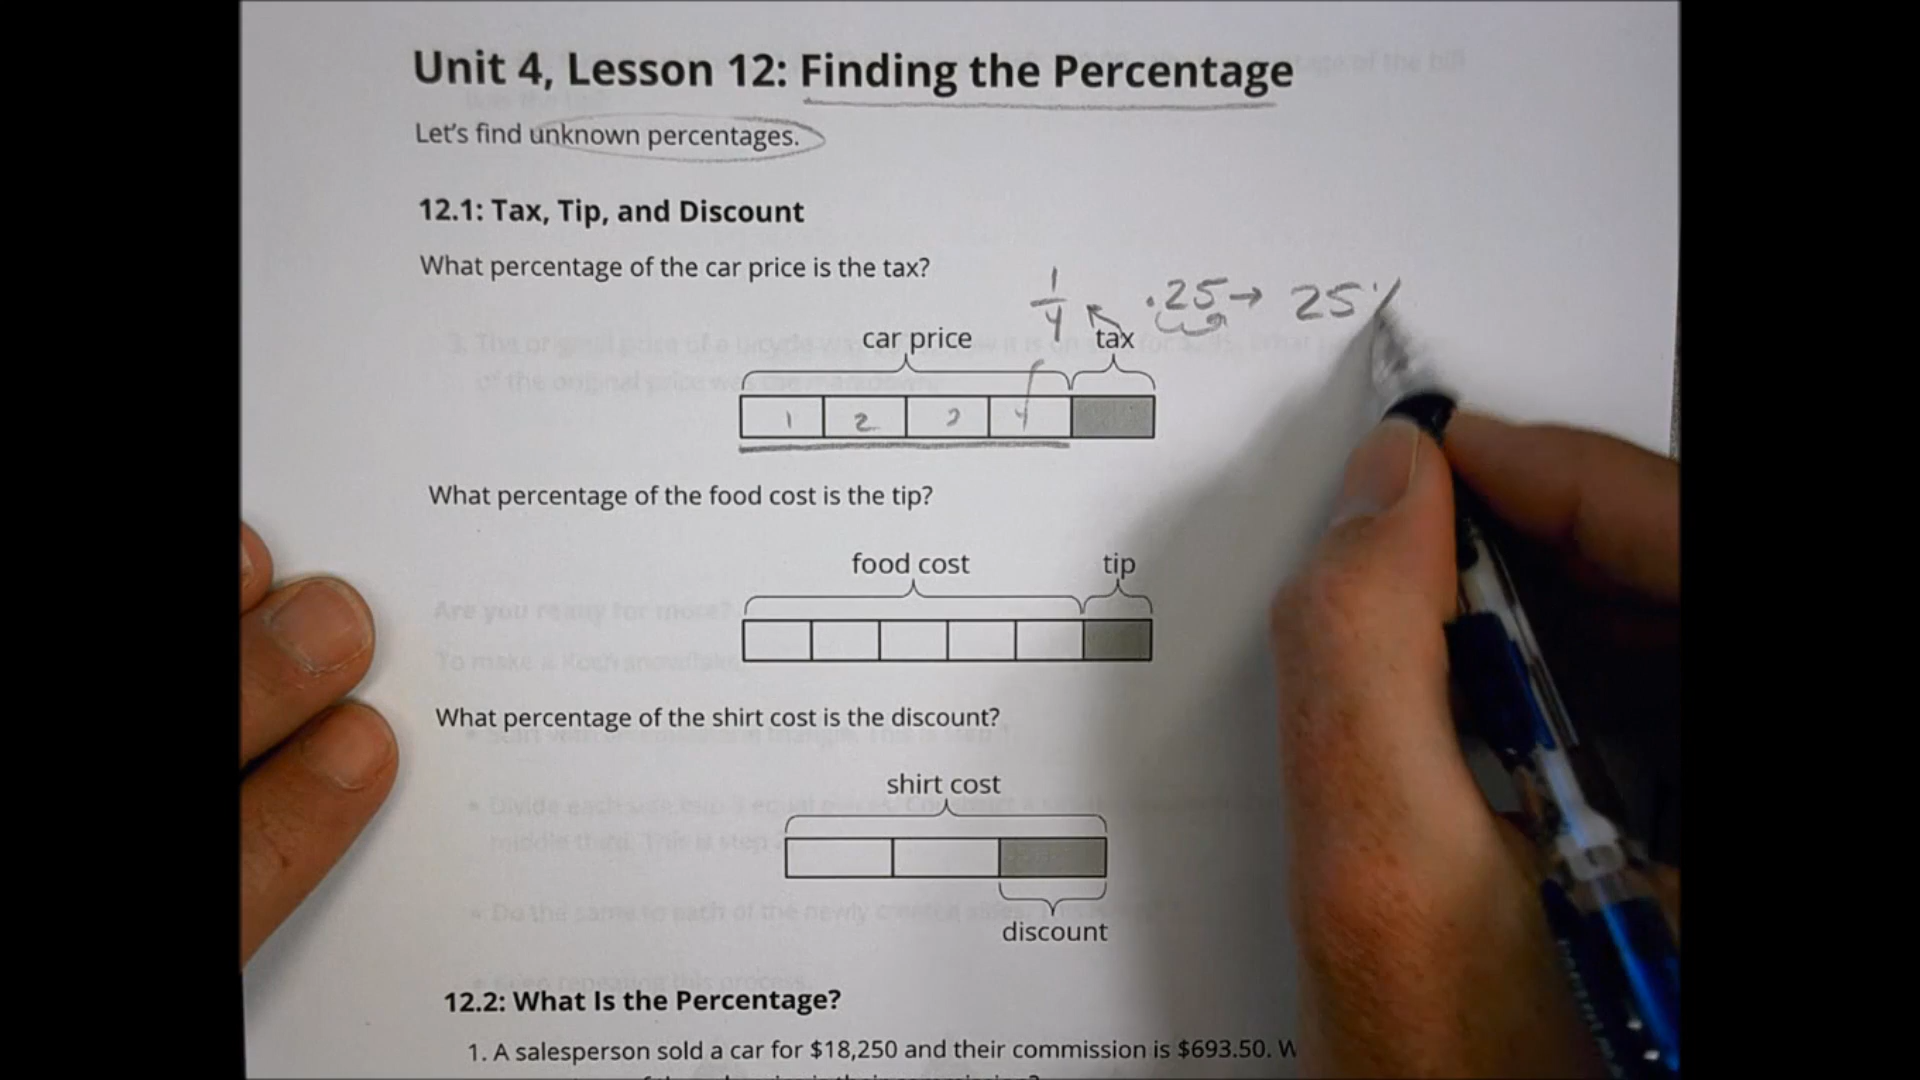 Unit 4, Lesson 12: Finding the Percentage
Let's find unknown percentages.
12.1: Tax, Tip, and Discount
What percentage of the car price is the tax?
1/4 .25 → 25%
car price tax
1 2 3 4
What percentage of the food cost is the tip?
food cost tip
What percentage of the shirt cost is the discount?
shirt cost
discount
12.2: What Is the Percentage?
1. A salesperson sold a car for $18,250 and their commission is $693.50. W